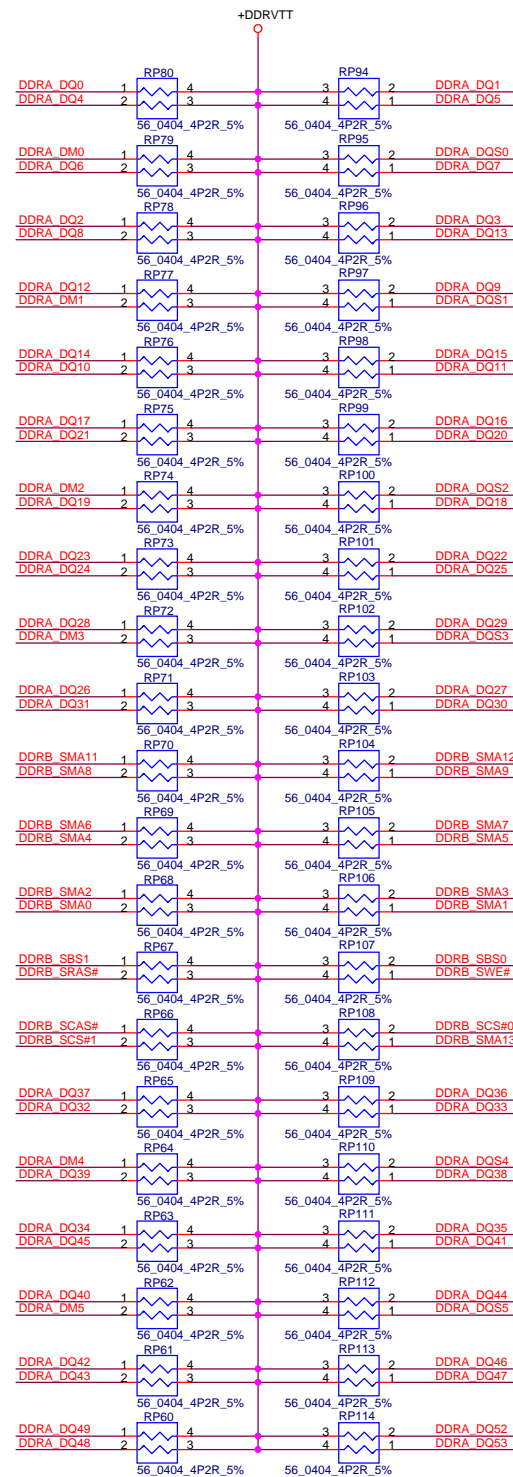 +DDRVTT
RP80 RP94
DDRA_DQ0 1 4 3 2 DDRA_DQ1
DDRA_DQ4 2 3 4 1 DDRA_DQ5
56_0404_4P2R_5% 56_0404_4P2R_5%
RP79 RP95
DDRA_DM0 1 4 3 2 DDRA_DQS0
DDRA_DQ6 2 3 4 1 DDRA_DQ7
56_0404_4P2R_5% 56_0404_4P2R_5%
RP78 RP96
DDRA_DQ2 1 4 3 2 DDRA_DQ3
DDRA_DQ8 2 3 4 1 DDRA_DQ13
56_0404_4P2R_5% 56_0404_4P2R_5%
RP77 RP97
DDRA_DQ12 1 4 3 2 DDRA_DQ9
DDRA_DM1 2 3 4 1 DDRA_DQS1
56_0404_4P2R_5% 56_0404_4P2R_5%
RP76 RP98
DDRA_DQ14 1 4 3 2 DDRA_DQ15
DDRA_DQ10 2 3 4 1 DDRA_DQ11
56_0404_4P2R_5% 56_0404_4P2R_5%
RP75 RP99
DDRA_DQ17 1 4 3 2 DDRA_DQ16
DDRA_DQ21 2 3 4 1 DDRA_DQ20
56_0404_4P2R_5% 56_0404_4P2R_5%
RP74 RP100
DDRA_DM2 1 4 3 2 DDRA_DQS2
DDRA_DQ19 2 3 4 1 DDRA_DQ18
56_0404_4P2R_5% 56_0404_4P2R_5%
RP73 RP101
DDRA_DQ23 1 4 3 2 DDRA_DQ22
DDRA_DQ24 2 3 4 1 DDRA_DQ25
56_0404_4P2R_5% 56_0404_4P2R_5%
RP72 RP102
DDRA_DQ28 1 4 3 2 DDRA_DQ29
DDRA_DM3 2 3 4 1 DDRA_DQS3
56_0404_4P2R_5% 56_0404_4P2R_5%
RP71 RP103
DDRA_DQ26 1 4 3 2 DDRA_DQ27
DDRA_DQ31 2 3 4 1 DDRA_DQ30
56_0404_4P2R_5% 56_0404_4P2R_5%
RP70 RP104
DDRB_SMA11 1 4 3 2 DDRB_SMA12
DDRB_SMA8 2 3 4 1 DDRB_SMA9
56_0404_4P2R_5% 56_0404_4P2R_5%
RP69 RP105
DDRB_SMA6 1 4 3 2 DDRB_SMA7
DDRB_SMA4 2 3 4 1 DDRB_SMA5
56_0404_4P2R_5% 56_0404_4P2R_5%
RP68 RP106
DDRB_SMA2 1 4 3 2 DDRB_SMA3
DDRB_SMA0 2 3 4 1 DDRB_SMA1
56_0404_4P2R_5% 56_0404_4P2R_5%
RP67 RP107
DDRB_SBS1 1 4 3 2 DDRB_SBS0
DDRB_SRAS# 2 3 4 1 DDRB_SWE#
56_0404_4P2R_5% 56_0404_4P2R_5%
RP66 RP108
DDRB_SCAS# 1 4 3 2 DDRB_SCS#0
DDRB_SCS#1 2 3 4 1 DDRB_SMA13
56_0404_4P2R_5% 56_0404_4P2R_5%
RP65 RP109
DDRA_DQ37 1 4 3 2 DDRA_DQ36
DDRA_DQ32 2 3 4 1 DDRA_DQ33
56_0404_4P2R_5% 56_0404_4P2R_5%
RP64 RP110
DDRA_DM4 1 4 3 2 DDRA_DQS4
DDRA_DQ39 2 3 4 1 DDRA_DQ38
56_0404_4P2R_5% 56_0404_4P2R_5%
RP63 RP111
DDRA_DQ34 1 4 3 2 DDRA_DQ35
DDRA_DQ45 2 3 4 1 DDRA_DQ41
56_0404_4P2R_5% 56_0404_4P2R_5%
RP62 RP112
DDRA_DQ40 1 4 3 2 DDRA_DQ44
DDRA_DM5 2 3 4 1 DDRA_DQS5
56_0404_4P2R_5% 56_0404_4P2R_5%
RP61 RP113
DDRA_DQ42 1 4 3 2 DDRA_DQ46
DDRA_DQ43 2 3 4 1 DDRA_DQ47
56_0404_4P2R_5% 56_0404_4P2R_5%
RP60 RP114
DDRA_DQ49 1 4 3 2 DDRA_DQ52
DDRA_DQ48 2 3 4 1 DDRA_DQ53
56_0404_4P2R_5% 56_0404_4P2R_5%